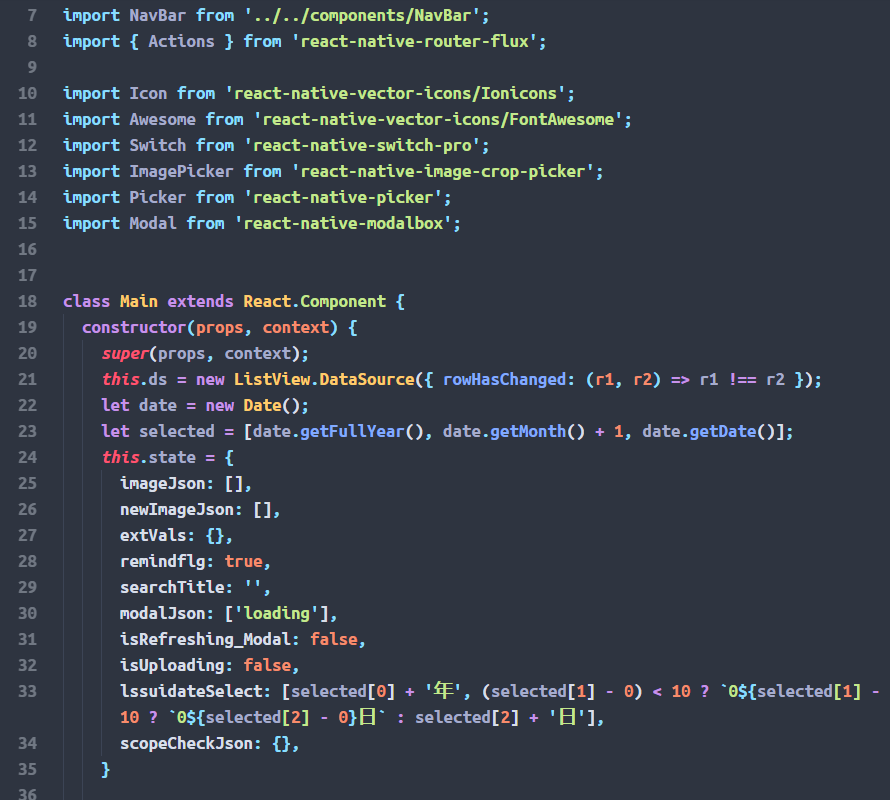 7 import NavBar from '../../components/NavBar';
8 import { Actions } from 'react-native-router-flux';
9
10 import Icon from 'react-native-vector-icons/Ionicons';
11 import Awesome from 'react-native-vector-icons/FontAwesome';
12 import Switch from 'react-native-switch-pro';
13 import ImagePicker from 'react-native-image-crop-picker';
14 import Picker from 'react-native-picker';
15 import Modal from 'react-native-modalbox';
16
17
18 class Main extends React.Component {
19 constructor(props, context) {
20 super(props, context);
21 this.ds = new ListView.DataSource({ rowHasChanged: (r1, r2) => r1 !== r2 });
22 let date = new Date();
23 let selected = [date.getFullYear(), date.getMonth() + 1, date.getDate()];
24 this.state = {
25 imageJson: [],
26 newImageJson: [],
27 extVals: {},
28 remindflg: true,
29 searchTitle: '',
30 modalJson: ['loading'],
31 isRefreshing_Modal: false,
32 isUploading: false,
33 lssuidateSelect: [selected[0] + '年', (selected[1] - 0) < 10 ? `0${selected[1] -
10 ? `0${selected[2] - 0}日` : selected[2] + '日'],
34 scopeCheckJson: {},
35 }
36